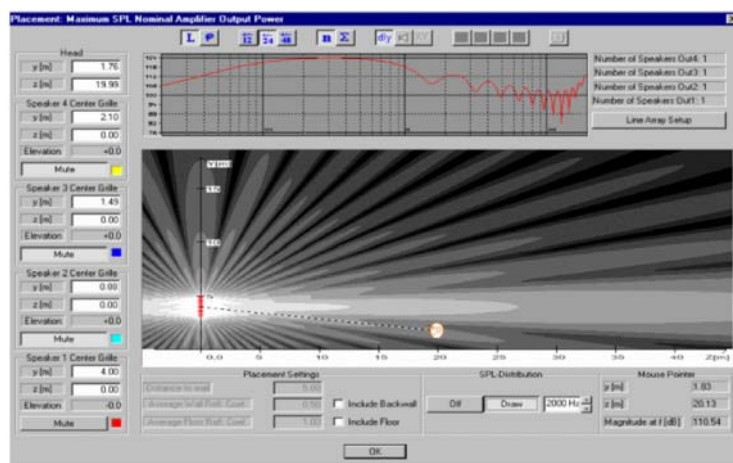 Placement: Maximum SPL Nominal Amplifier Output Power
L P 12 24 48 n Σ dly XY
Head
y [m] 1.76
z [m] 19.99
Speaker 4 Center Grille
y [m] 2.10
z [m] 0.00
Elevation +0.0
Mute
Speaker 3 Center Grille
y [m] 1.49
z [m] 0.00
Elevation +0.0
Mute
Speaker 2 Center Grille
y [m] 0.88
z [m] 0.00
Elevation +0.0
Mute
Speaker 1 Center Grille
y [m] 4.00
z [m] 0.00
Elevation -0.0
Mute
Number of Speakers Out4: 1
Number of Speakers Out3: 1
Number of Speakers Out2: 1
Number of Speakers Out1: 1
Line Array Setup
Y[m]
0.0 5 10 15 20 25 30 35 40 Z[m]
Placement Settings
Distance to wall 5.00
Average Wall Refl. Coef. 0.50
Include Backwall
Average Floor Refl. Coef. 1.00
Include Floor
SPL-Distribution
Off Draw 2000 Hz
Mouse Pointer
y [m] 1.83
z [m] 20.13
Magnitude at f [dB] 110.54
OK